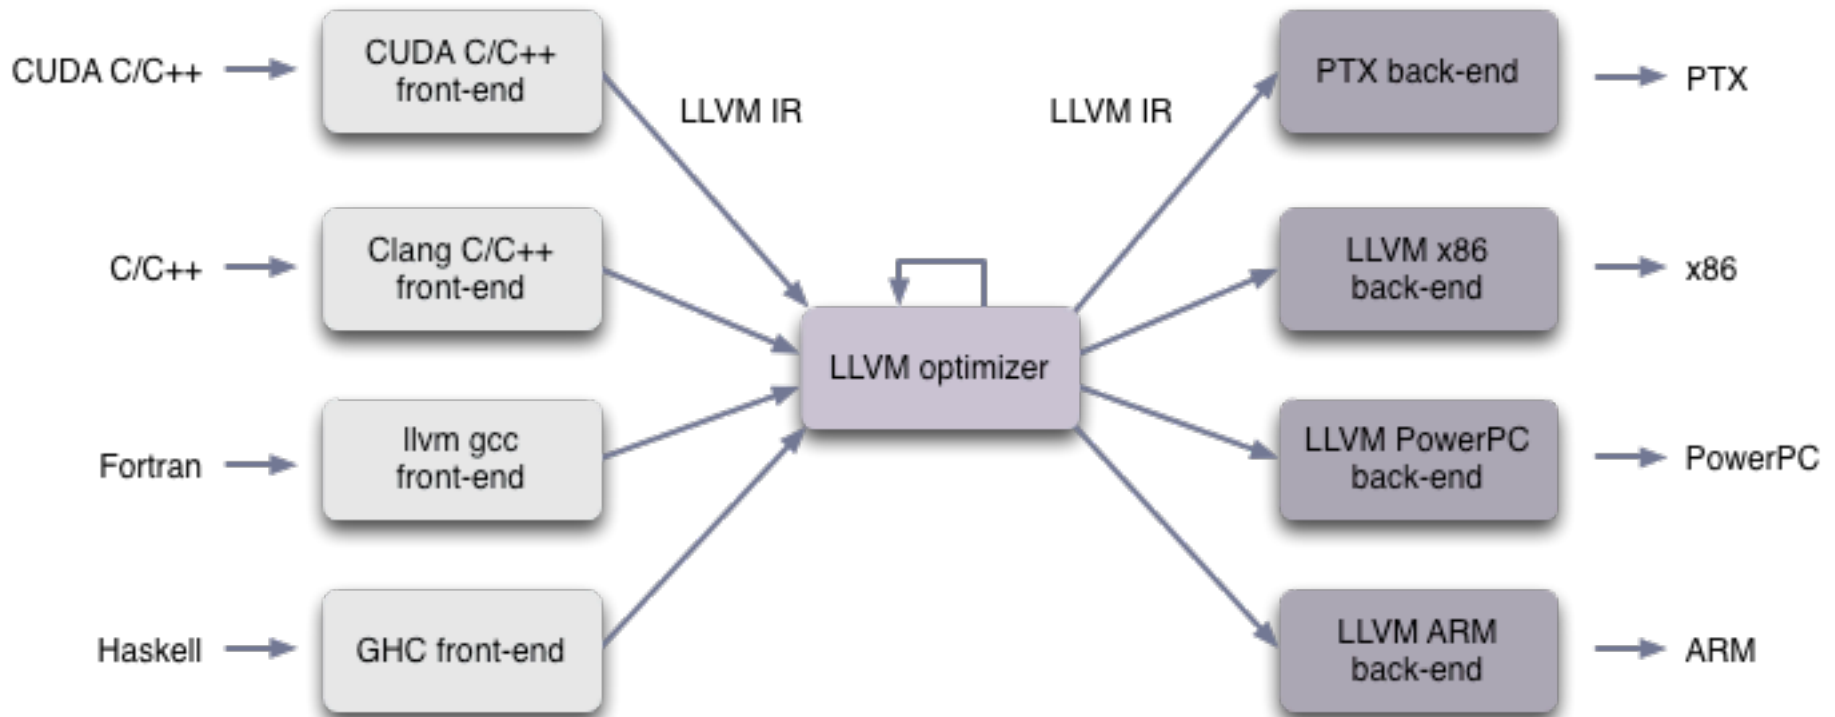 CUDA C/C++
CUDA C/C++
front-end
LLVM IR
LLVM IR
PTX back-end
PTX
C/C++
Clang C/C++
front-end
LLVM x86
back-end
x86
LLVM optimizer
Fortran
llvm gcc
front-end
LLVM PowerPC
back-end
PowerPC
Haskell
GHC front-end
LLVM ARM
back-end
ARM